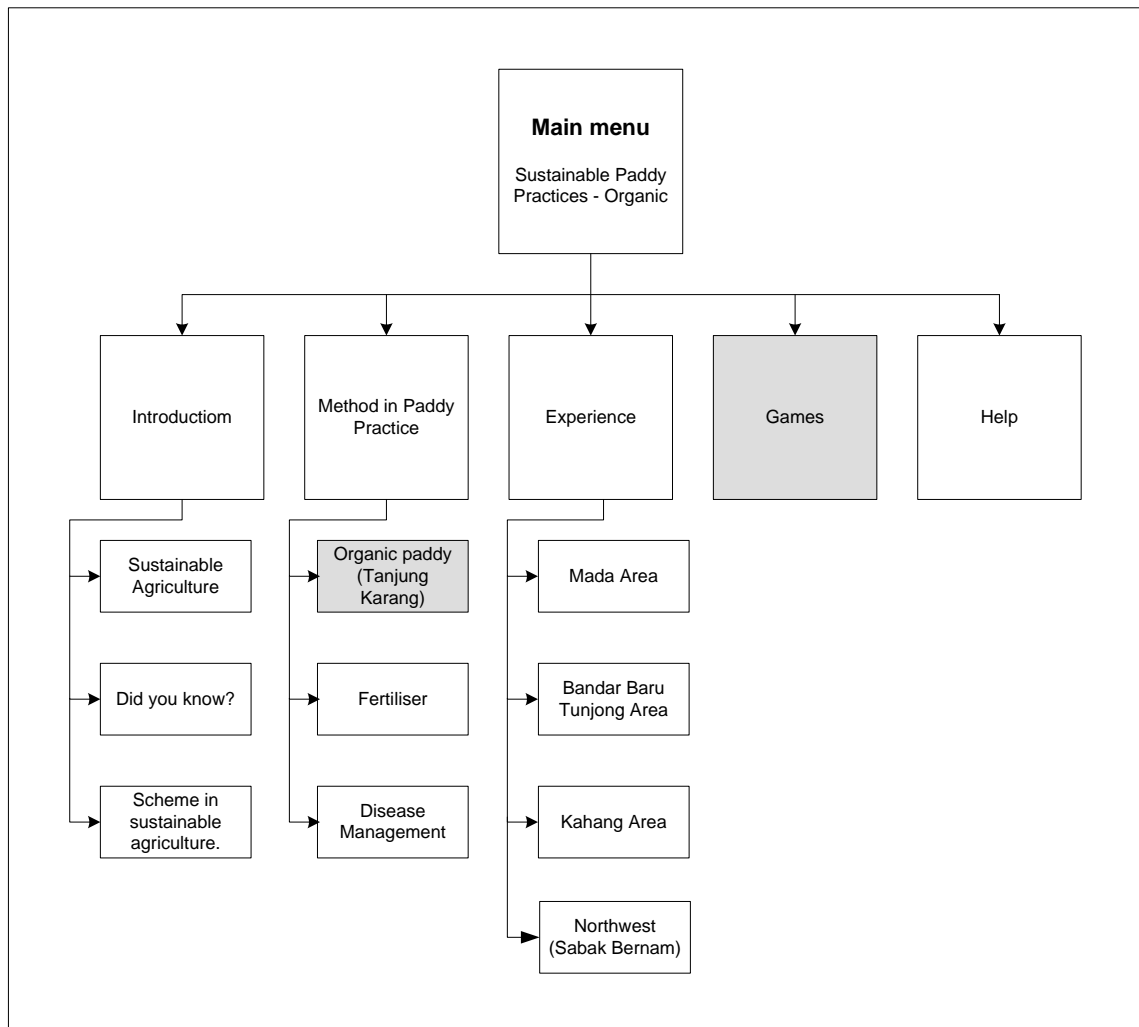 Main menu
Sustainable Paddy
Practices - Organic
Introductiom
Method in Paddy
Practice
Experience
Games
Help
Sustainable
Agriculture
Did you know?
Scheme in
sustainable
agriculture.
Organic paddy
(Tanjung
Karang)
Fertiliser
Disease
Management
Mada Area
Bandar Baru
Tunjong Area
Kahang Area
Northwest
(Sabak Bernam)